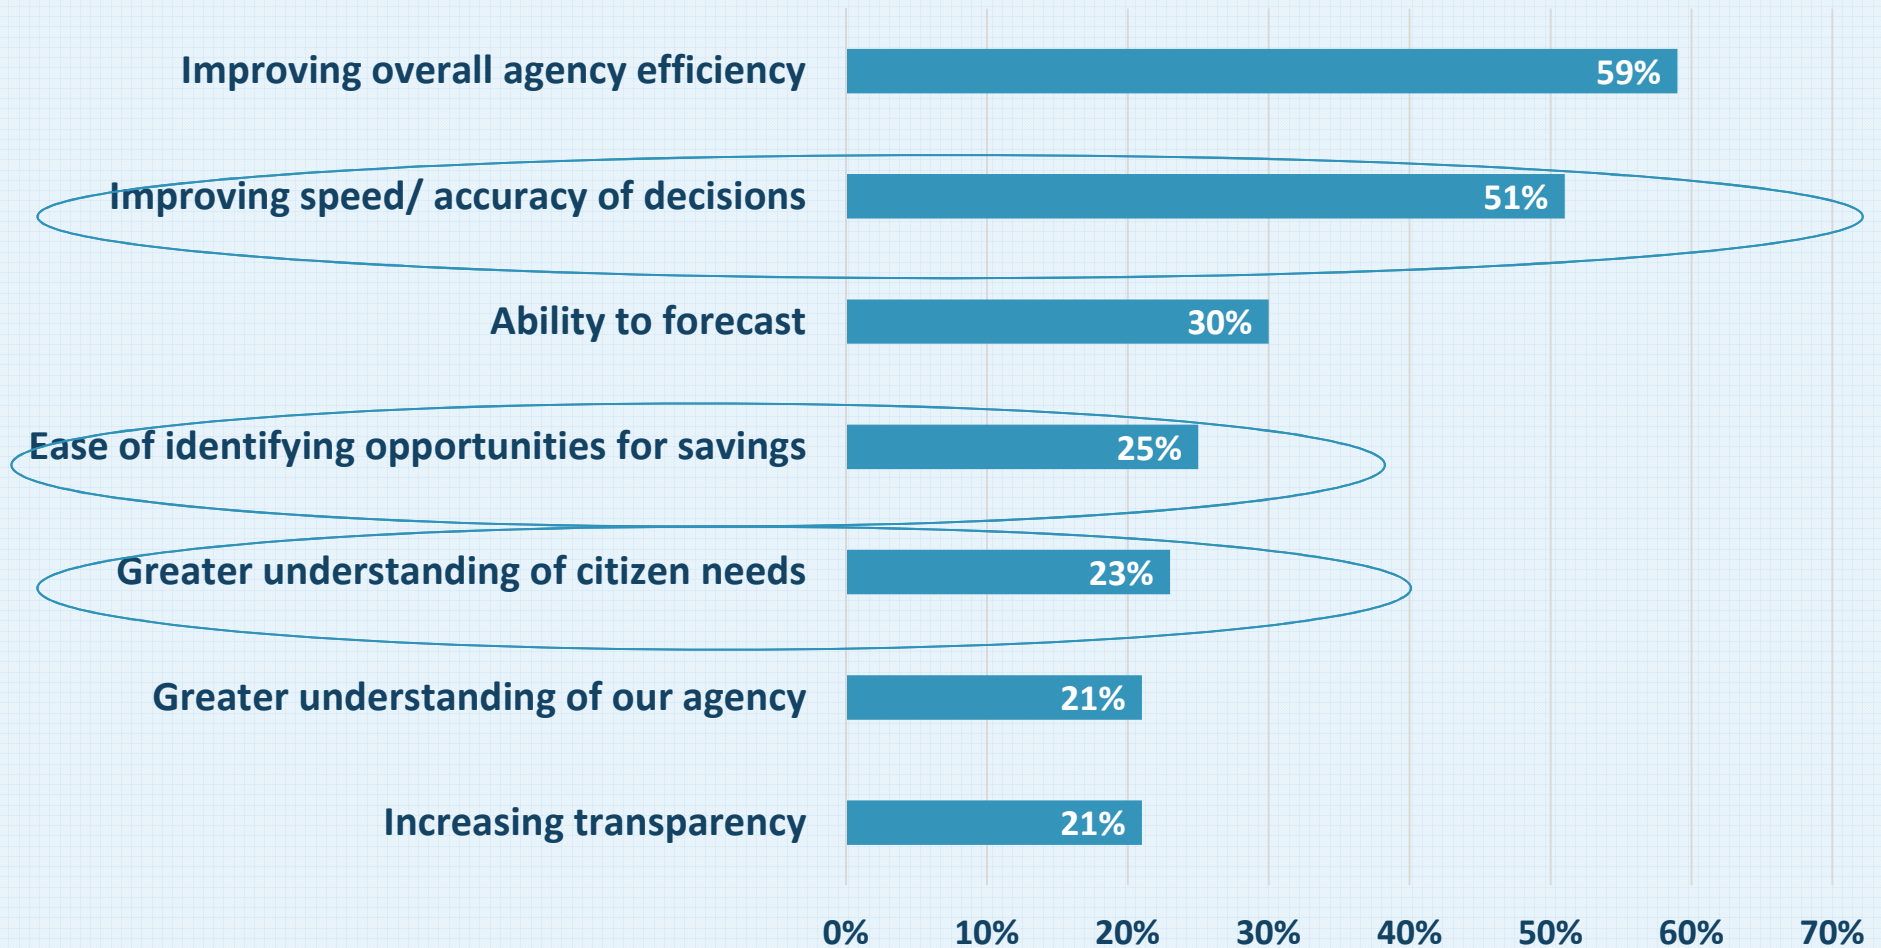 Improving overall agency efficiency 59%
Improving speed/ accuracy of decisions 51%
Ability to forecast 30%
Ease of identifying opportunities for savings 25%
Greater understanding of citizen needs 23%
Greater understanding of our agency 21%
Increasing transparency 21%
0% 10% 20% 30% 40% 50% 60% 70%